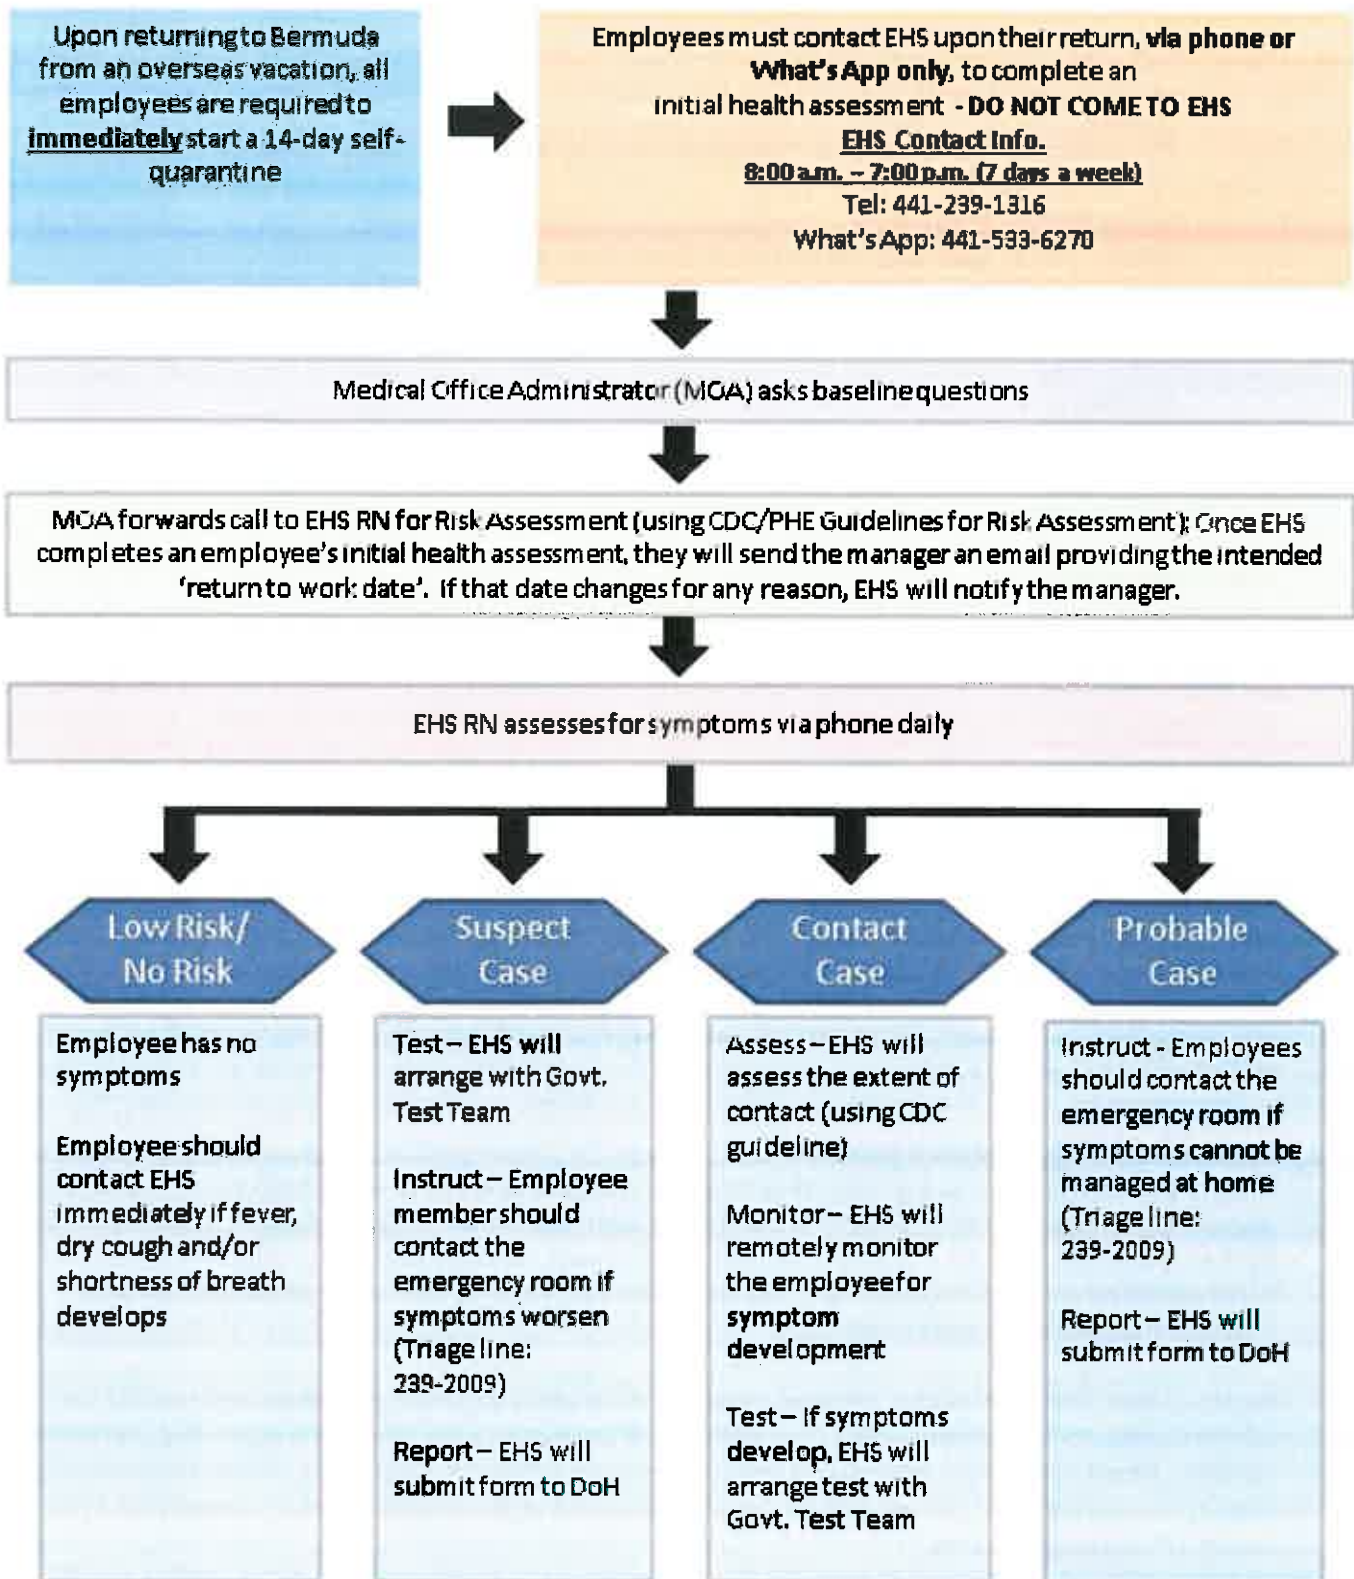 Upon returning to Bermuda
from an overseas vacation, all
employees are required to
immediately start a 14-day self-
quarantine
Employees must contact EHS upon their return, via phone or
What's App only, to complete an
initial health assessment - DO NOT COME TO EHS
EHS Contact Info.
8:00 a.m. – 7:00 p.m. (7 days a week)
Tel: 441-239-1316
What's App: 441-533-6270
Medical Office Administrator (MOA) asks baseline questions
MOA forwards call to EHS RN for Risk Assessment (using CDC/PHE Guidelines for Risk Assessment); Once EHS
completes an employee's initial health assessment, they will send the manager an email providing the intended
'return to work date'. If that date changes for any reason, EHS will notify the manager.
EHS RN assesses for symptoms via phone daily
Low Risk/
No Risk
Employee has no
symptoms
Employee should
contact EHS
immediately if fever,
dry cough and/or
shortness of breath
develops
Suspect
Case
Test – EHS will
arrange with Govt.
Test Team
Instruct – Employee
member should
contact the
emergency room if
symptoms worsen
(Triage line:
239-2009)
Report – EHS will
submit form to DoH
Contact
Case
Assess – EHS will
assess the extent of
contact (using CDC
guideline)
Monitor – EHS will
remotely monitor
the employee for
symptom
development
Test – If symptoms
develop, EHS will
arrange test with
Govt. Test Team
Probable
Case
Instruct - Employees
should contact the
emergency room if
symptoms cannot be
managed at home
(Triage line:
239-2009)
Report – EHS will
submit form to DoH